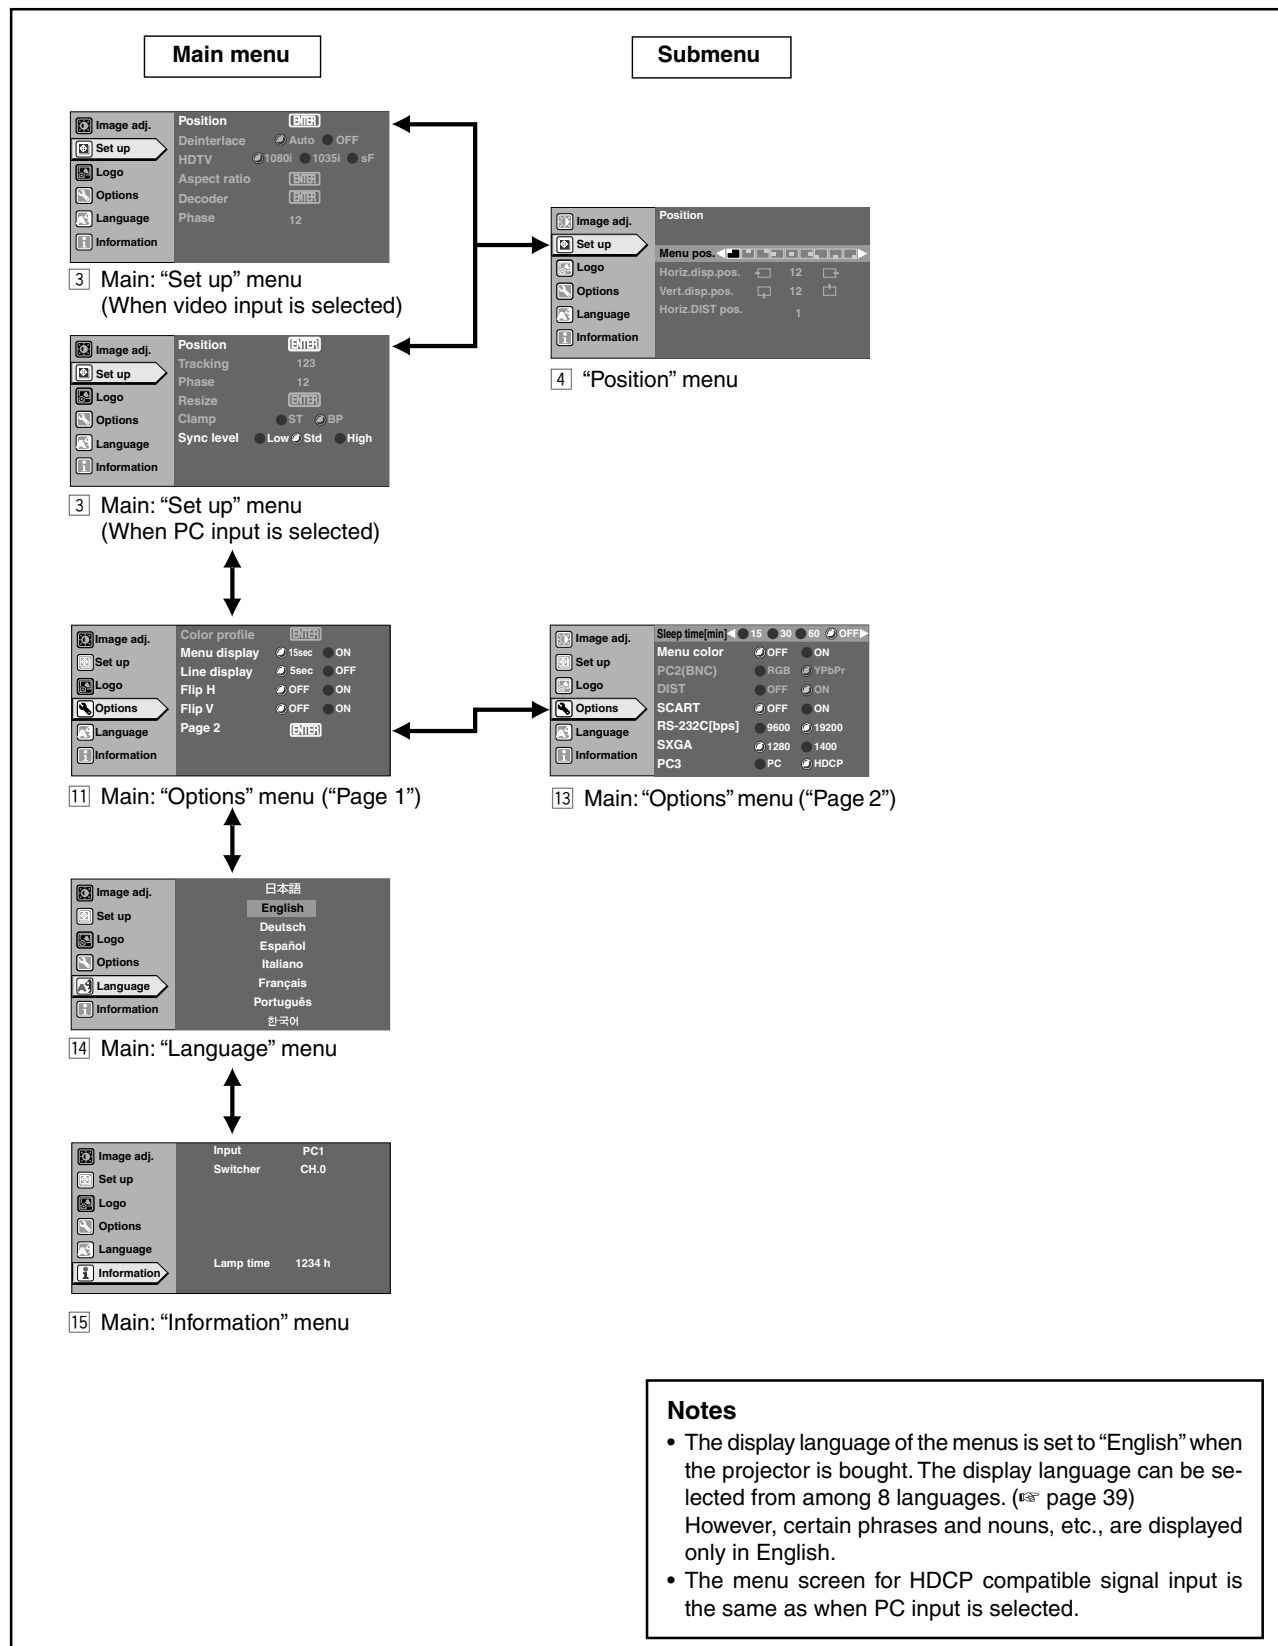 Main menu
Submenu
Image adj.
Set up
Logo
Options
Language
Information
Position ENTER
Deinterlace Auto OFF
HDTV 1080i 1035i sF
Aspect ratio ENTER
Decoder ENTER
Phase 12
3 Main: “Set up” menu
(When video input is selected)
Image adj.
Set up
Logo
Options
Language
Information
Position
Menu pos.
Horiz.disp.pos. 12
Vert.disp.pos. 12
Horiz.DIST pos. 1
4 “Position” menu
Image adj.
Set up
Logo
Options
Language
Information
Position ENTER
Tracking 123
Phase 12
Resize ENTER
Clamp ST BP
Sync level Low Std High
3 Main: “Set up” menu
(When PC input is selected)
Image adj.
Set up
Logo
Options
Language
Information
Color profile ENTER
Menu display 15sec ON
Line display 5sec OFF
Flip H OFF ON
Flip V OFF ON
Page 2 ENTER
11 Main: “Options” menu (“Page 1”)
Image adj.
Set up
Logo
Options
Language
Information
Sleep time[min] 15 30 60 OFF
Menu color OFF ON
PC2(BNC) RGB YPbPr
DIST OFF ON
SCART OFF ON
RS-232C[bps] 9600 19200
SXGA 1280 1400
PC3 PC HDCP
13 Main: “Options” menu (“Page 2”)
Image adj.
Set up
Logo
Options
Language
Information
日本語
English
Deutsch
Español
Italiano
Français
Português
한국어
14 Main: “Language” menu
Image adj.
Set up
Logo
Options
Language
Information
Input PC1
Switcher CH.0
Lamp time 1234 h
15 Main: “Information” menu
Notes
• The display language of the menus is set to “English” when
the projector is bought. The display language can be se-
lected from among 8 languages. (☞ page 39)
However, certain phrases and nouns, etc., are displayed
only in English.
• The menu screen for HDCP compatible signal input is
the same as when PC input is selected.